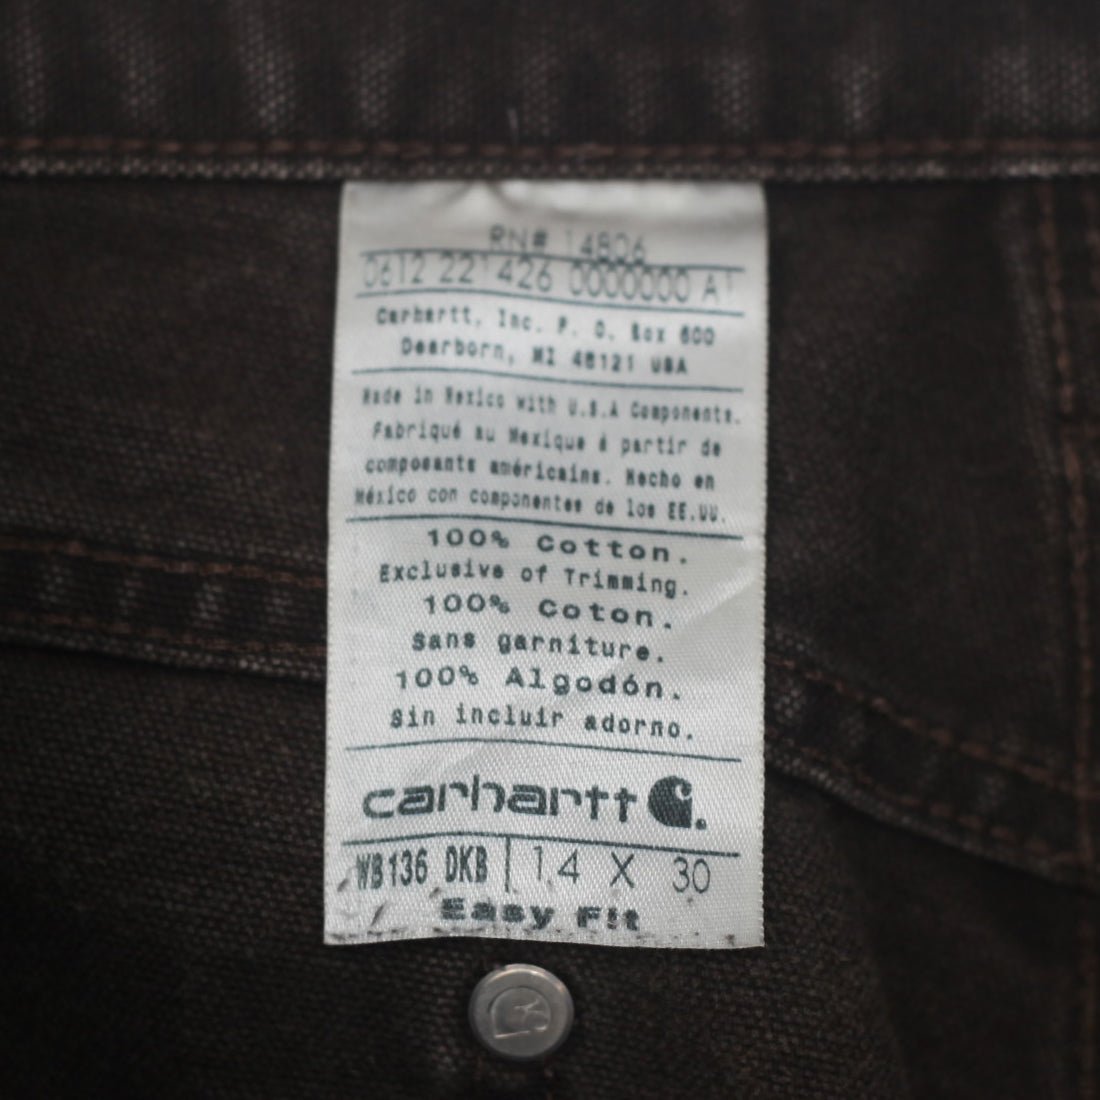 RN# 14806
0612 221426 0000000 A1
Carhartt, Inc. P. O. Box 600
Dearborn, MI 48121 USA
Made in Mexico with U.S.A Components.
Fabriqué au Mexique à partir de
composants américains. Hecho en
México con componentes de los EE.UU.
100% Cotton.
Exclusive of Trimming.
100% Coton.
Sans garniture.
100% Algodón.
Sin incluir adorno.
carhartt
WB136 DKB 14 X 30
Easy Fit